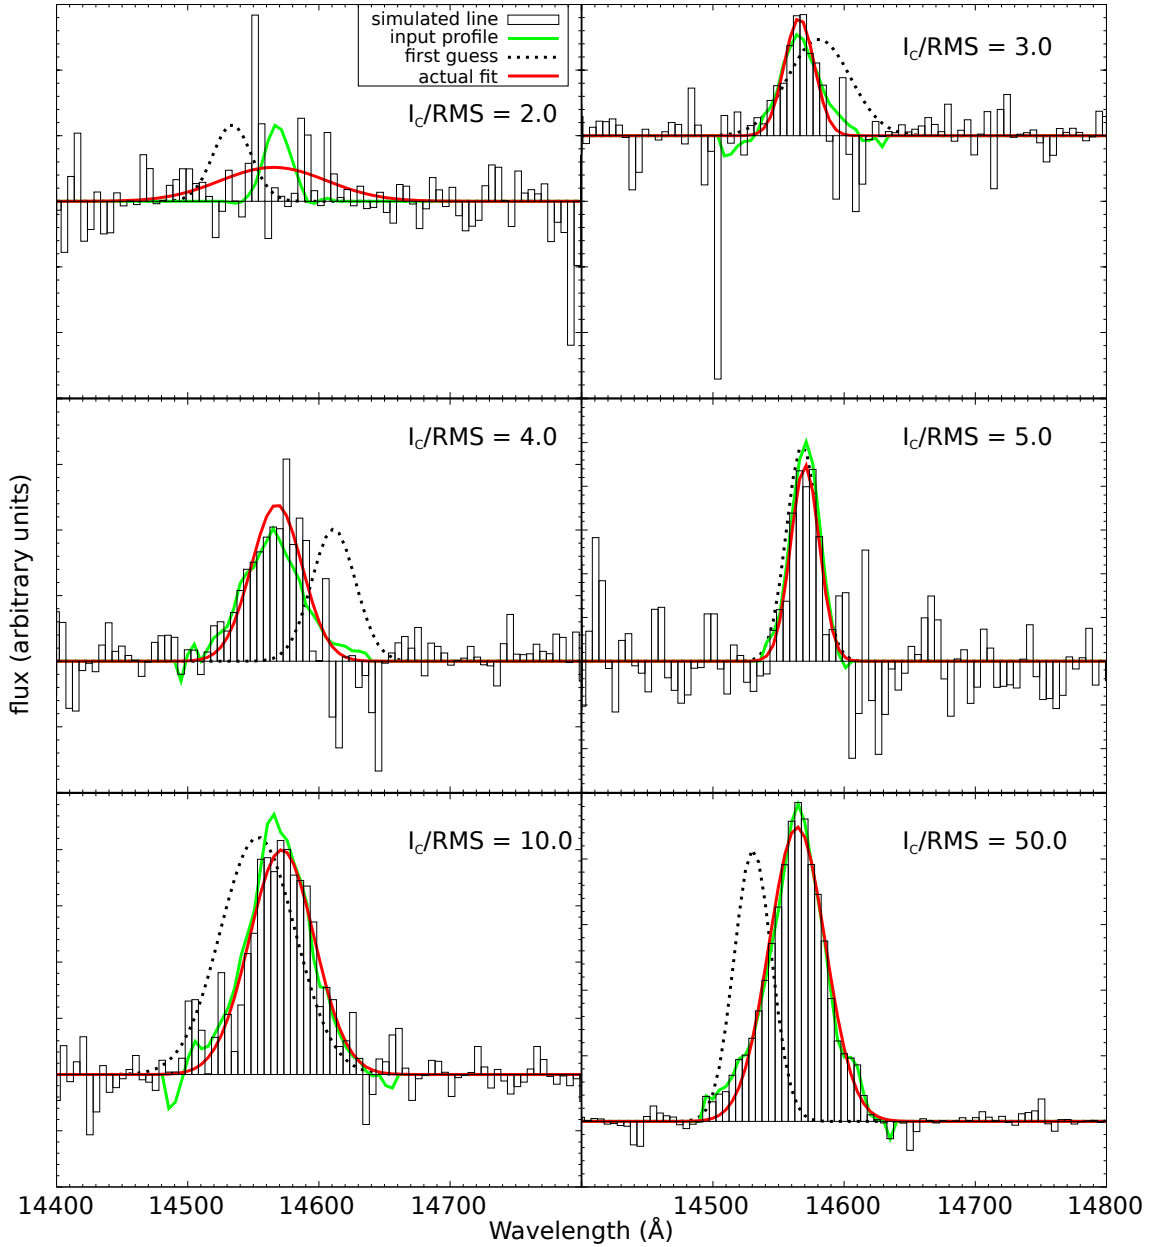 simulated line
input profile
first guess
actual fit
I_C/RMS = 2.0
I_C/RMS = 3.0
I_C/RMS = 4.0
I_C/RMS = 5.0
flux (arbitrary units)
I_C/RMS = 10.0
I_C/RMS = 50.0
14400 14500 14600 14700 14500 14600 14700 14800
Wavelength (Å)